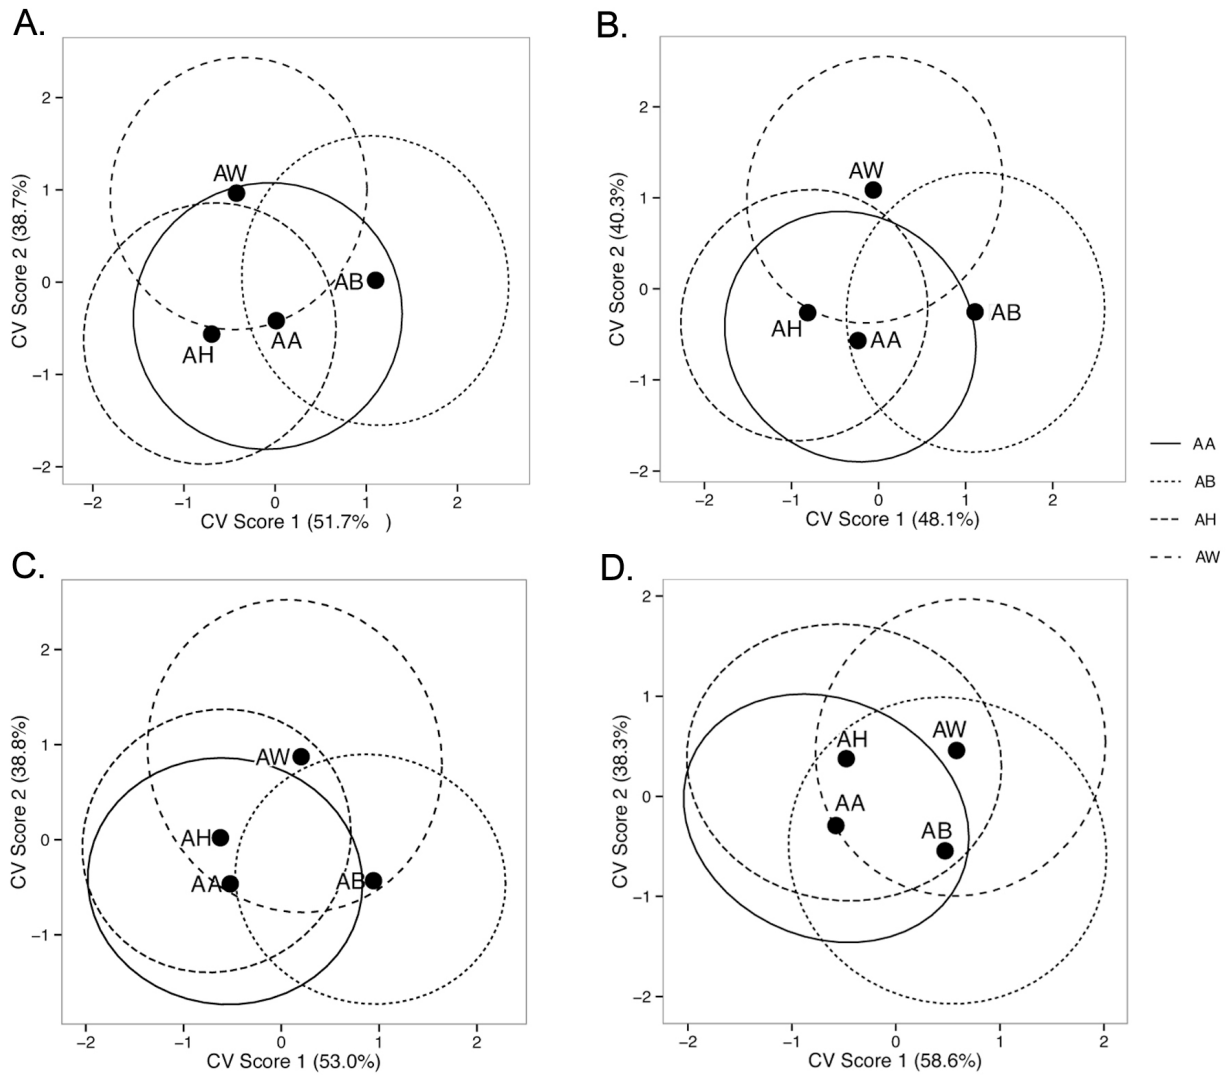 A.
CV Score 2 (38.7%)
2
1
0
−1
−2
AW
AB
AA
AH
−2
−1
0
1
2
CV Score 1 (51.7% )
B.
CV Score 2 (40.3%)
2
1
0
−1
−2
AW
AB
AH
AA
−2
−1
0
1
2
CV Score 1 (48.1%)
AA
AB
AH
AW
C.
CV Score 2 (38.8%)
2
1
0
−1
AW
AH
AA
AB
−2
−1
0
1
2
CV Score 1 (53.0%)
D.
CV Score 2 (38.3%)
2
1
0
−1
−2
AH
AW
AA
AB
−2
−1
0
1
2
CV Score 1 (58.6%)